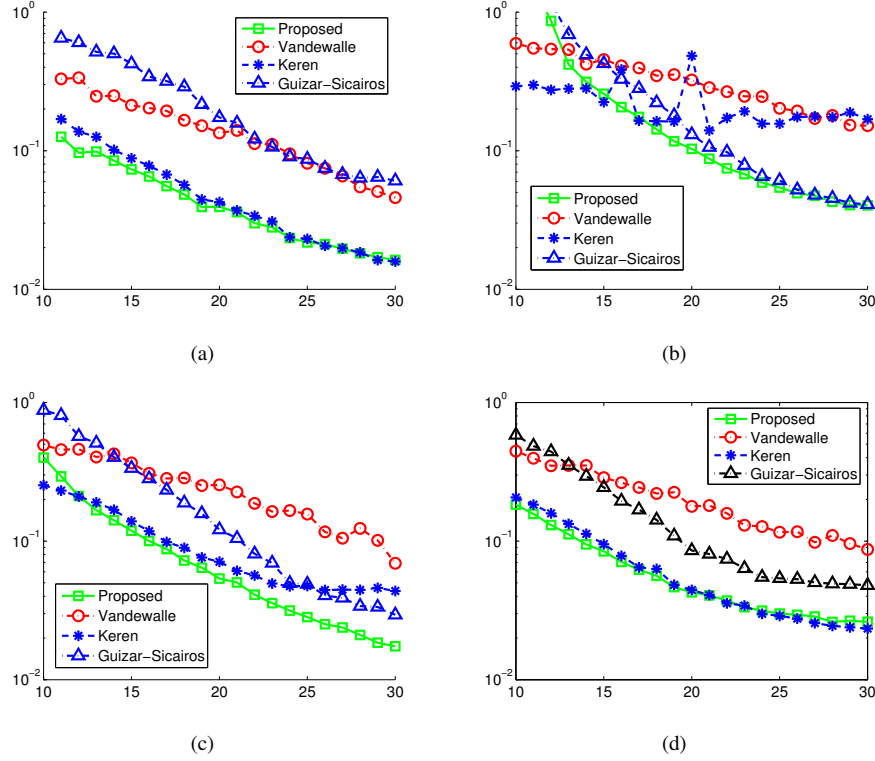 10^0
10^-1
10^-2
10 15 20 25 30
Proposed
Vandewalle
Keren
Guizar-Sicairos
(a)
10^0
10^-1
10^-2
10 15 20 25 30
Proposed
Vandewalle
Keren
Guizar-Sicairos
(b)
10^0
10^-1
10^-2
10 15 20 25 30
Proposed
Vandewalle
Keren
Guizar-Sicairos
(c)
10^0
10^-1
10^-2
10 15 20 25 30
Proposed
Vandewalle
Keren
Guizar-Sicairos
(d)